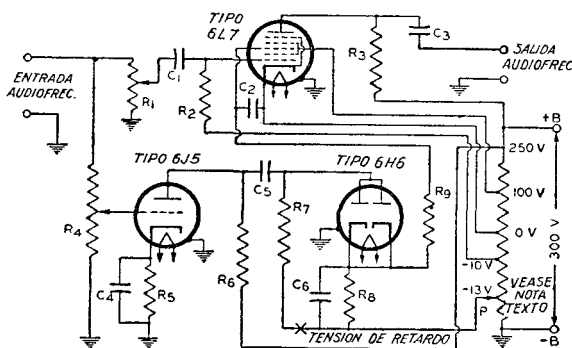 TIPO
6L7
C3
R3
SALIDA
AUDIOFREC.
ENTRADA
AUDIOFREC.
C1
R1
R2
C2
+B
250 V
TIPO 6J5
TIPO 6H6
C5
R9
100 V
R4
R7
0 V
300 V
-10 V
C4
R5
R6
C6
R8
-13 V
VEASE
NOTA
TEXTO
P
TENSION DE RETARDO
-B